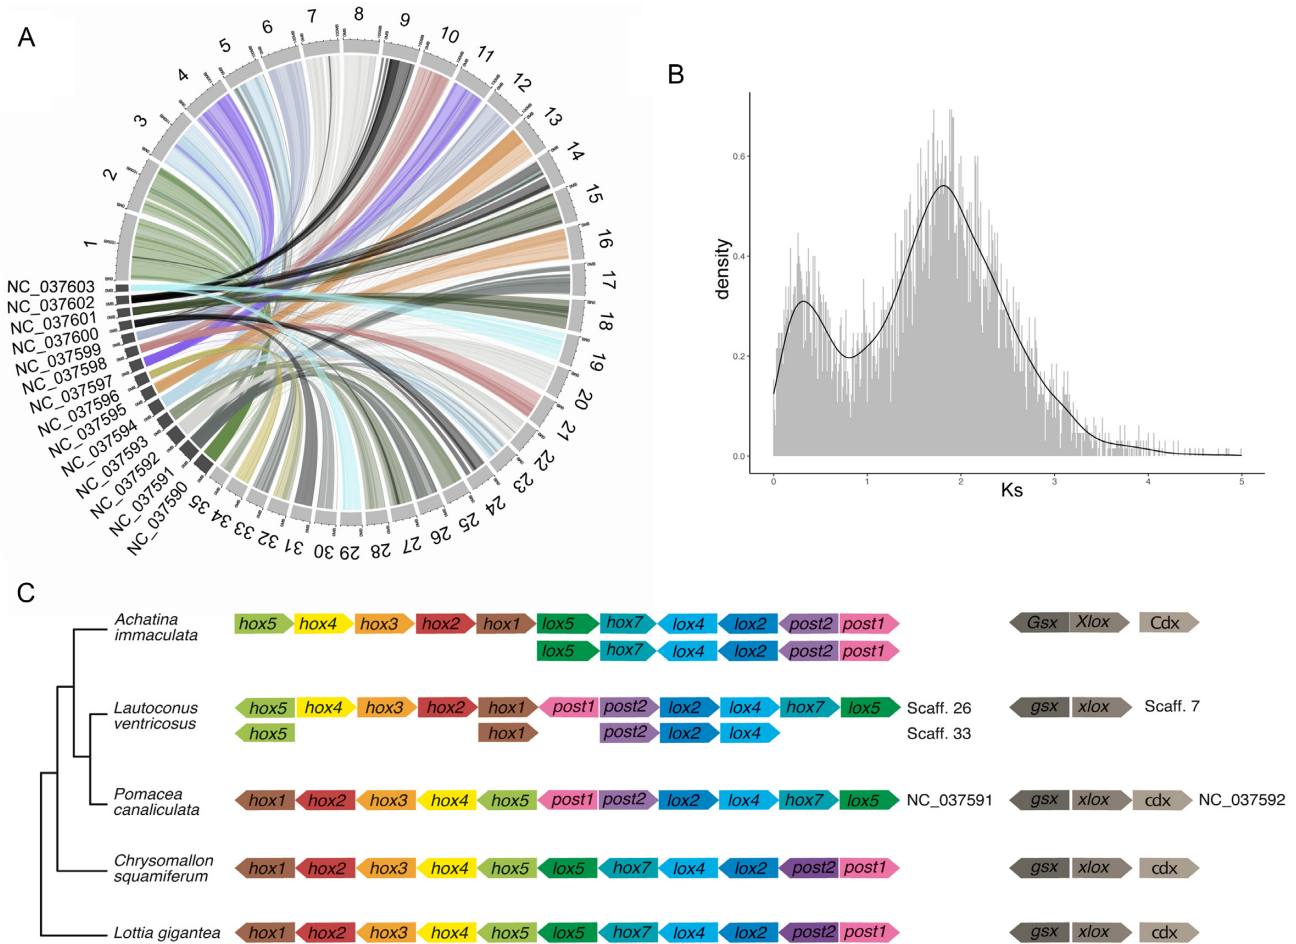 A
1
2
3
4
5
6
7
8
9
10
11
12
13
14
15
16
17
18
19
20
21
22
23
24
25
26
27
28
29
30
31
32
33
34
35
NC_037603
NC_037602
NC_037601
NC_037600
NC_037599
NC_037598
NC_037597
NC_037596
NC_037595
NC_037594
NC_037593
NC_037592
NC_037591
NC_037590
B
density
0.6
0.4
0.2
0.0
0 1 2 3 4 5
Ks
C
Achatina
immaculata
hox5 hox4 hox3 hox2 hox1 lox5 hox7 lox4 lox2 post2 post1 Gsx Xlox Cdx
lox5 hox7 lox4 lox2 post2 post1
Lautoconus
ventricosus
hox5 hox4 hox3 hox2 hox1 post1 post2 lox2 lox4 hox7 lox5 Scaff. 26 gsx xlox Scaff. 7
hox5 hox1 post2 lox2 lox4 Scaff. 33
Pomacea
canaliculata
hox1 hox2 hox3 hox4 hox5 post1 post2 lox2 lox4 hox7 lox5 NC_037591 gsx xlox cdx NC_037592
Chrysomallon
squamiferum
hox1 hox2 hox3 hox4 hox5 lox5 hox7 lox4 lox2 post2 post1 gsx xlox cdx
Lottia gigantea
hox1 hox2 hox3 hox4 hox5 lox5 hox7 lox4 lox2 post2 post1 gsx xlox cdx